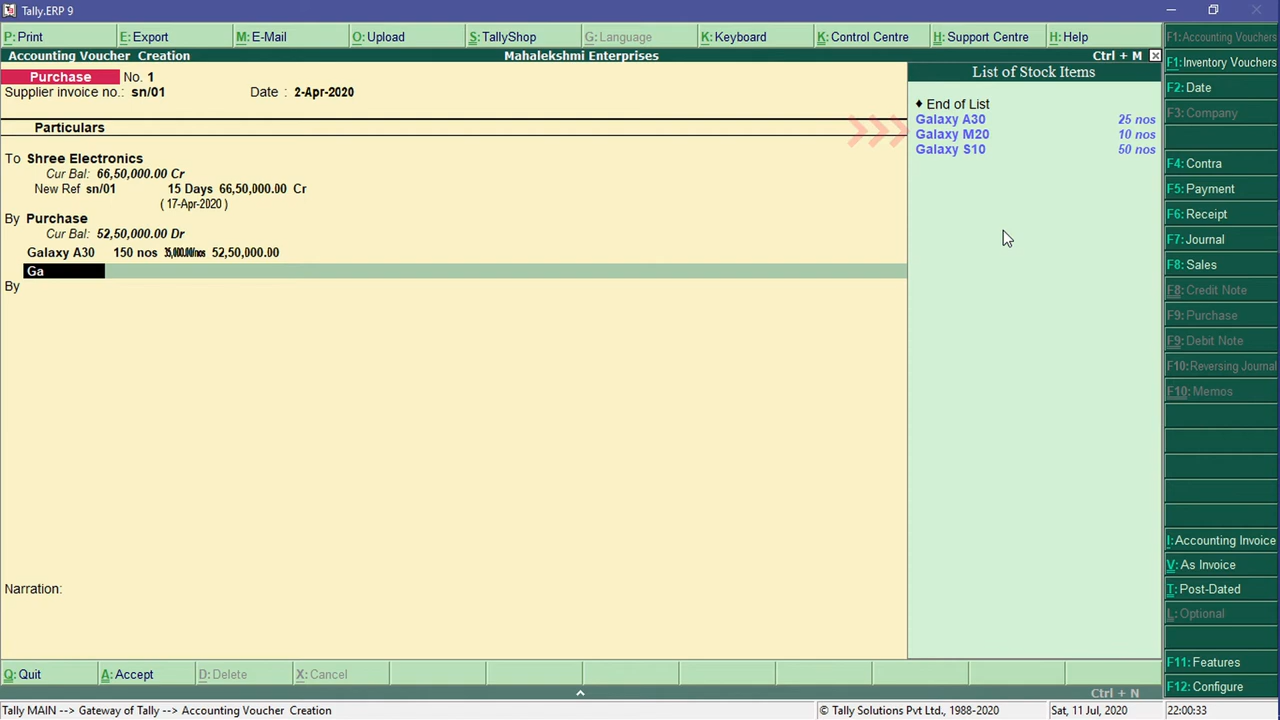 Tally.ERP 9
P: Print E: Export M: E-Mail O: Upload S: TallyShop G: Language K: Keyboard K: Control Centre H: Support Centre H: Help
Accounting Voucher Creation Mahalekshmi Enterprises Ctrl + M
Purchase No. 1
Supplier invoice no.: sn/01 Date : 2-Apr-2020
Particulars
To Shree Electronics
Cur Bal: 66,50,000.00 Cr
New Ref sn/01 15 Days 66,50,000.00 Cr
( 17-Apr-2020 )
By Purchase
Cur Bal: 52,50,000.00 Dr
Galaxy A30 150 nos 35,000.00/nos 52,50,000.00
Ga
By
Narration:
List of Stock Items
♦ End of List
Galaxy A30 25 nos
Galaxy M20 10 nos
Galaxy S10 50 nos
F1: Accounting Vouchers
F1: Inventory Vouchers
F2: Date
F3: Company
F4: Contra
F5: Payment
F6: Receipt
F7: Journal
F8: Sales
F8: Credit Note
F9: Purchase
F9: Debit Note
F10: Reversing Journal
F10: Memos
I: Accounting Invoice
V: As Invoice
T: Post-Dated
L: Optional
F11: Features
F12: Configure
Q: Quit A: Accept D: Delete X: Cancel
Ctrl + N
Tally MAIN --> Gateway of Tally --> Accounting Voucher Creation © Tally Solutions Pvt Ltd., 1988-2020 Sat, 11 Jul, 2020 22:00:33